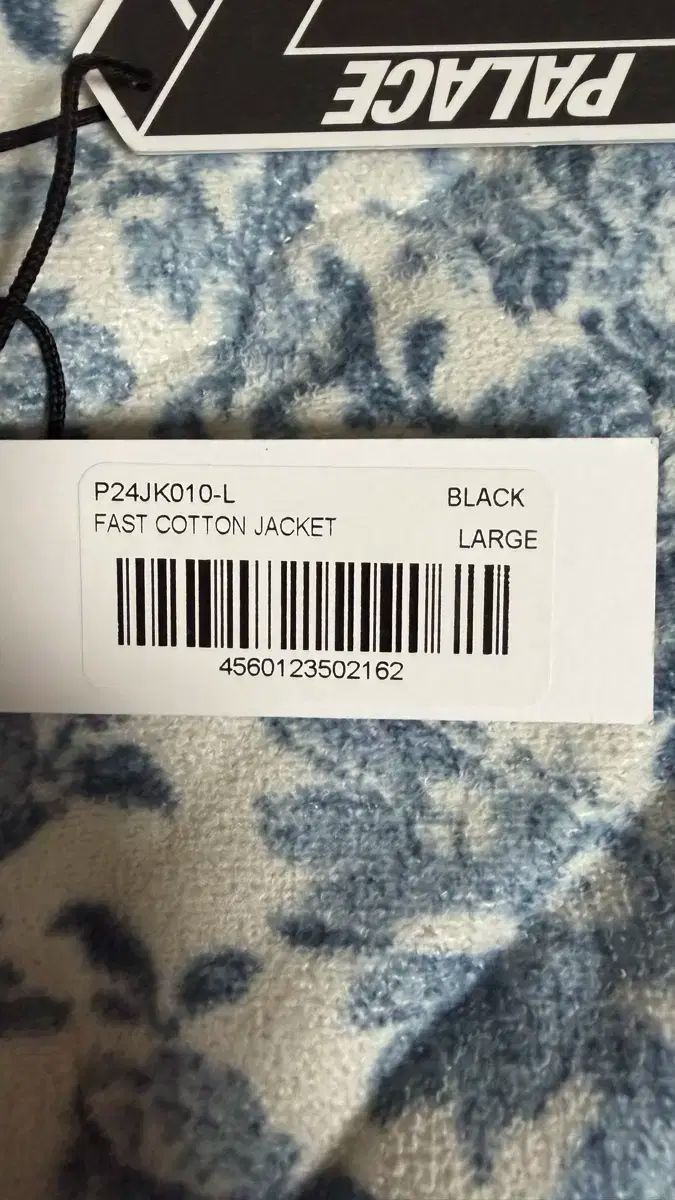 PALACE
P24JK010-L BLACK
FAST COTTON JACKET LARGE
4560123502162